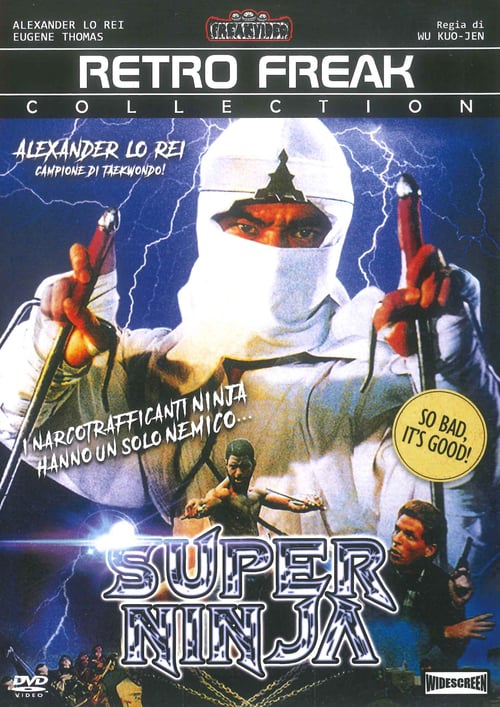 ALEXANDER LO REI
EUGENE THOMAS
FREAKVIDEO
Regia di
WU KUO-JEN
RETRO FREAK
COLLECTION
ALEXANDER LO REI
CAMPIONE DI TAEKWONDO!
I NARCOTRAFFICANTI NINJA
HANNO UN SOLO NEMICO...
SO BAD,
IT'S GOOD!
SUPER
NINJA
DVD
VIDEO
WIDESCREEN